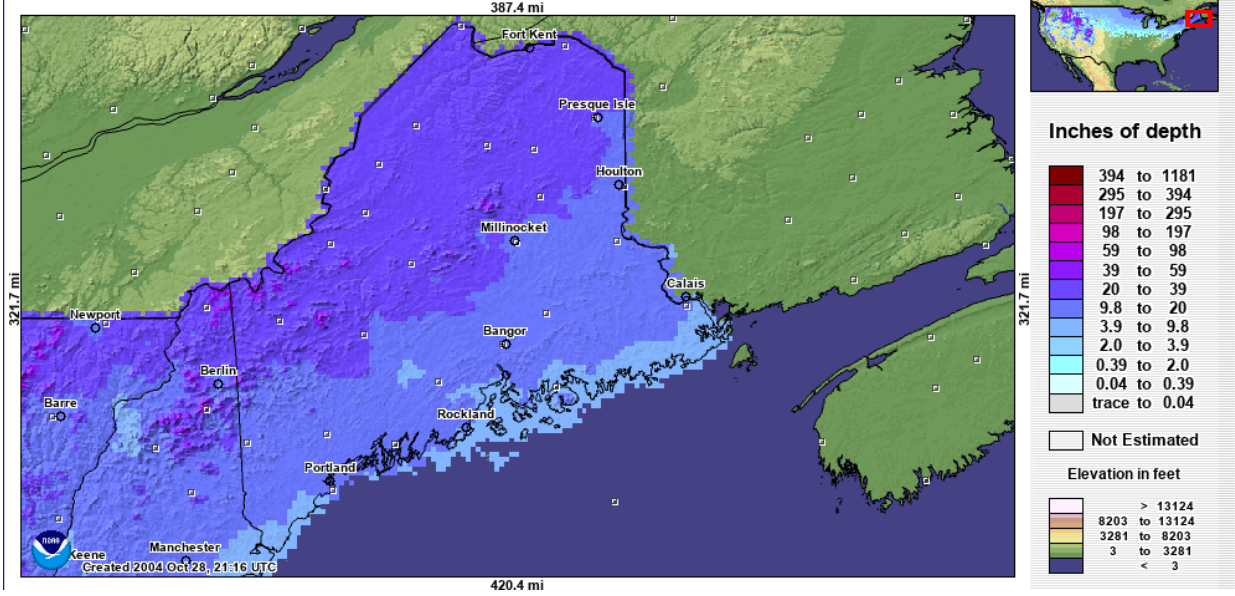 387.4 mi
Fort Kent
Presque Isle
Houlton
Millinocket
321.7 mi
321.7 mi
Calais
Newport
Bangor
Berlin
Barre
Rockland
Portland
NOAA
Keene
Manchester
Created 2004 Oct 28, 21:16 UTC
420.4 mi
Inches of depth
394 to 1181
295 to 394
197 to 295
98 to 197
59 to 98
39 to 59
20 to 39
9.8 to 20
3.9 to 9.8
2.0 to 3.9
0.39 to 2.0
0.04 to 0.39
trace to 0.04
Not Estimated
Elevation in feet
> 13124
8203 to 13124
3281 to 8203
3 to 3281
< 3